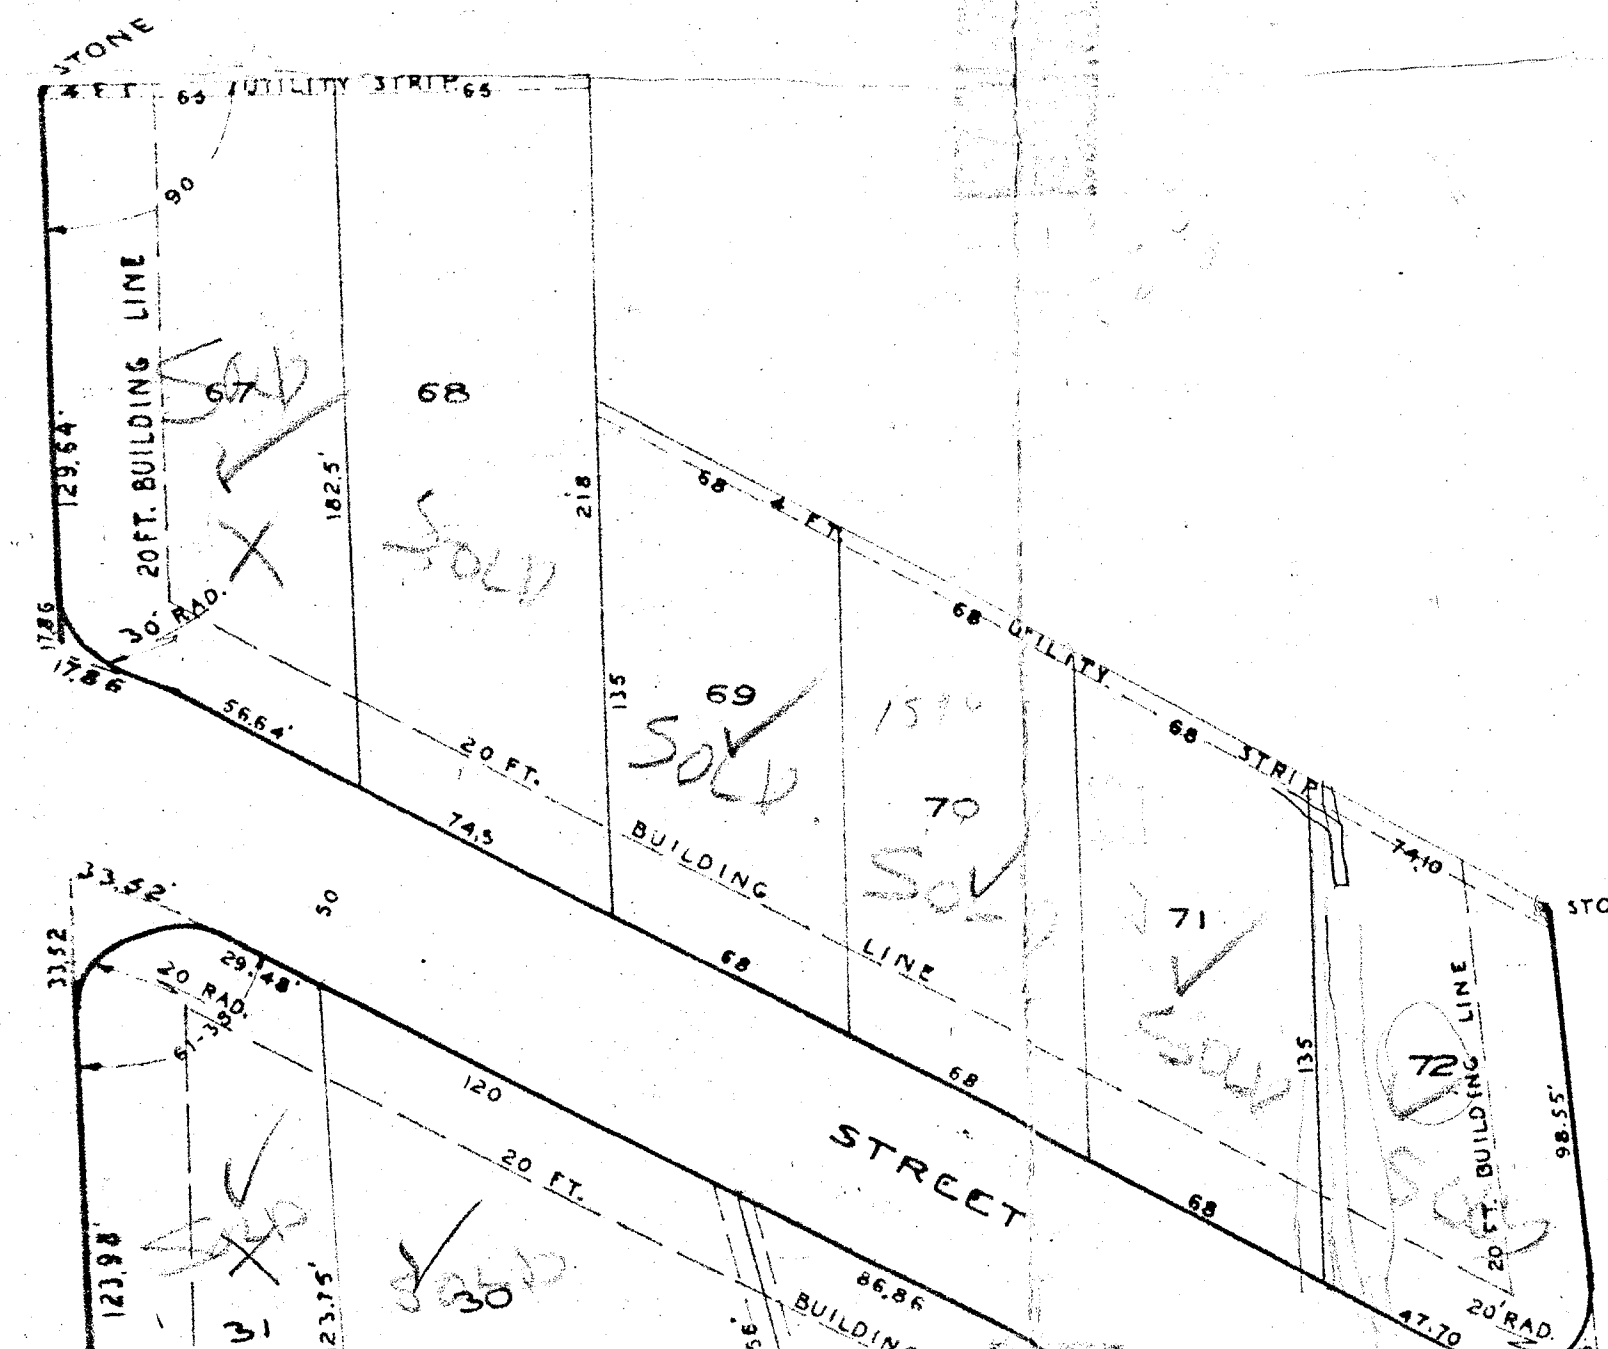 STONE
4 FT. 65 UTILITY STRIP 65
90
20 FT. BUILDING LINE
129.64'
SOLD
67
68
182.5'
218
SOLD
68 4 FT.
68 UTILITY
68 STRIP
74.10
30' RAD.
17.86
17.86
56.64'
135
69
SOLD
20 FT.
BUILDING
LINE
70
SOLD
71
SOLD
135
72
SOLD
20 FT. BUILDING LINE
98.55'
74.5
68
68
68
47.70
20' RAD.
33.52'
33.52
50
29.48'
20 RAD.
61-39
120
STREET
20 FT.
BUILDING
86.86
123.98'
SOLD
31
SOLD
30